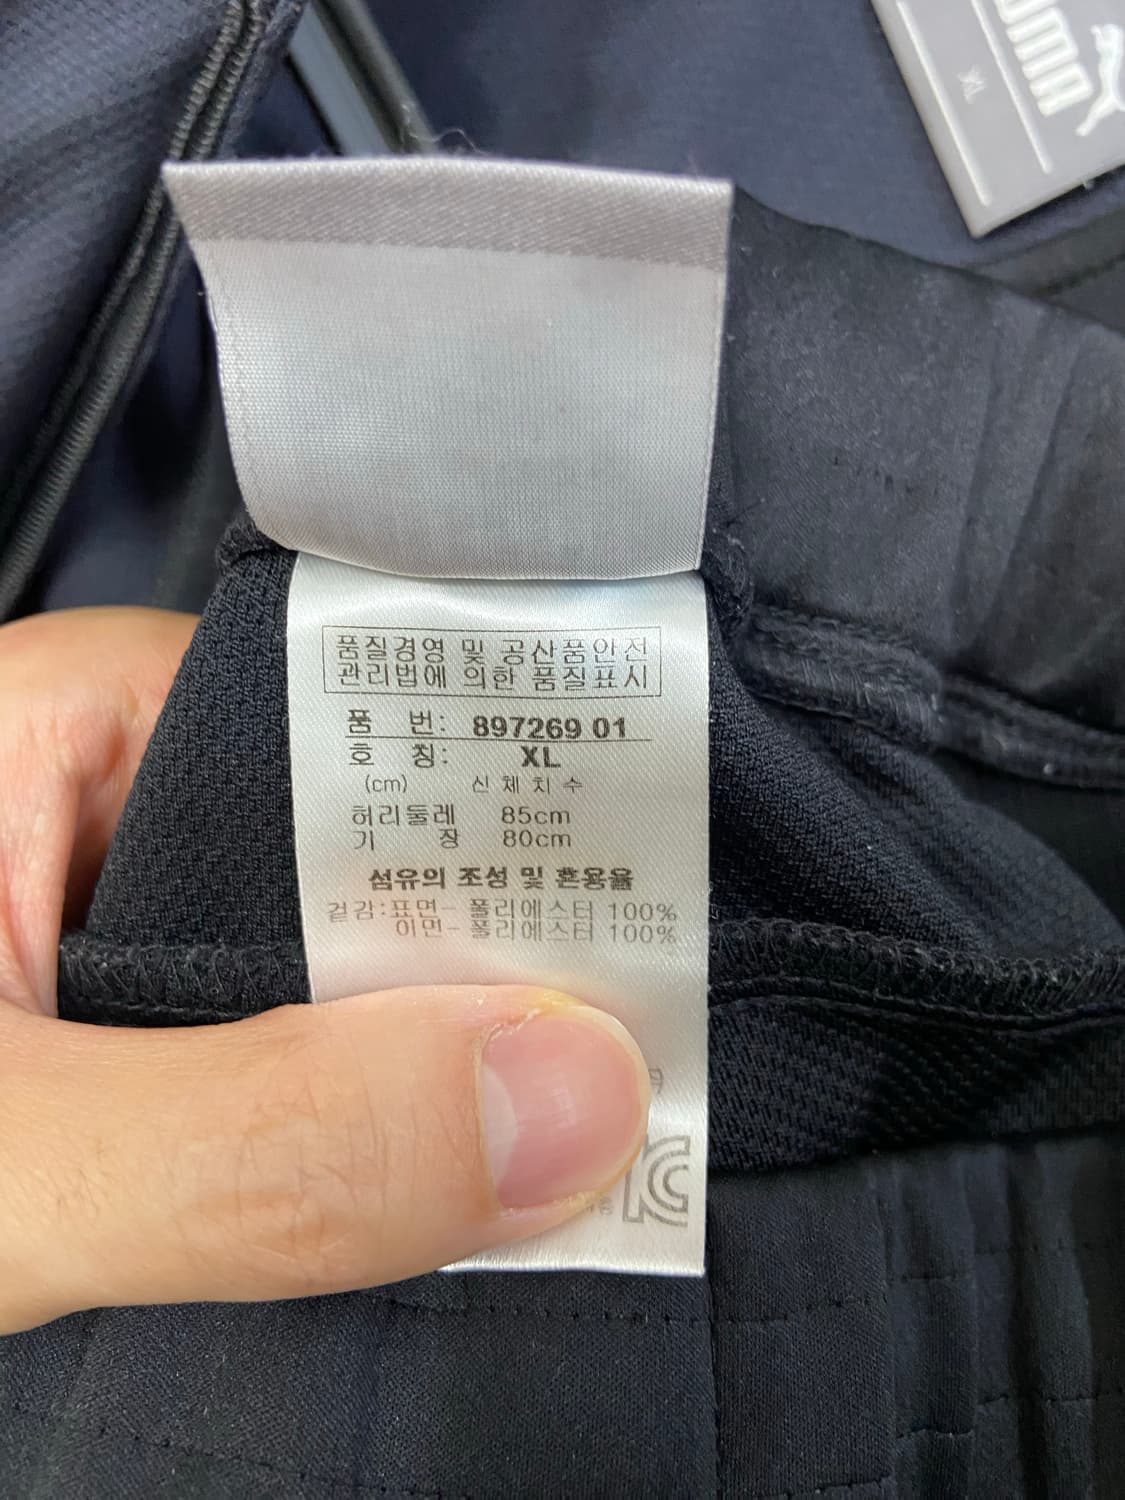 PUMA
XL
품질경영 및 공산품안전
관리법에 의한 품질표시
품 번: 897269 01
호 칭: XL
(cm) 신체치수
허리둘레 85cm
기 장 80cm
섬유의 조성 및 혼용율
겉감:표면- 폴리에스터 100%
이면- 폴리에스터 100%